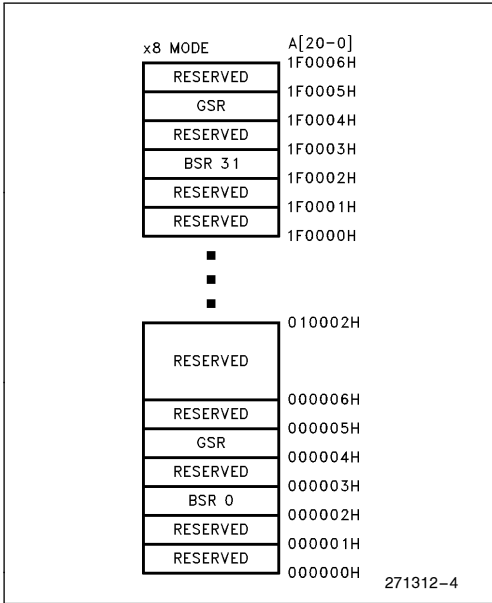 x8 MODE A[20-0]
1F0006H
RESERVED
1F0005H
GSR
1F0004H
RESERVED
1F0003H
BSR 31
1F0002H
RESERVED
1F0001H
RESERVED
1F0000H
010002H
RESERVED
000006H
RESERVED
000005H
GSR
000004H
RESERVED
000003H
BSR 0
000002H
RESERVED
000001H
RESERVED
000000H
271312-4